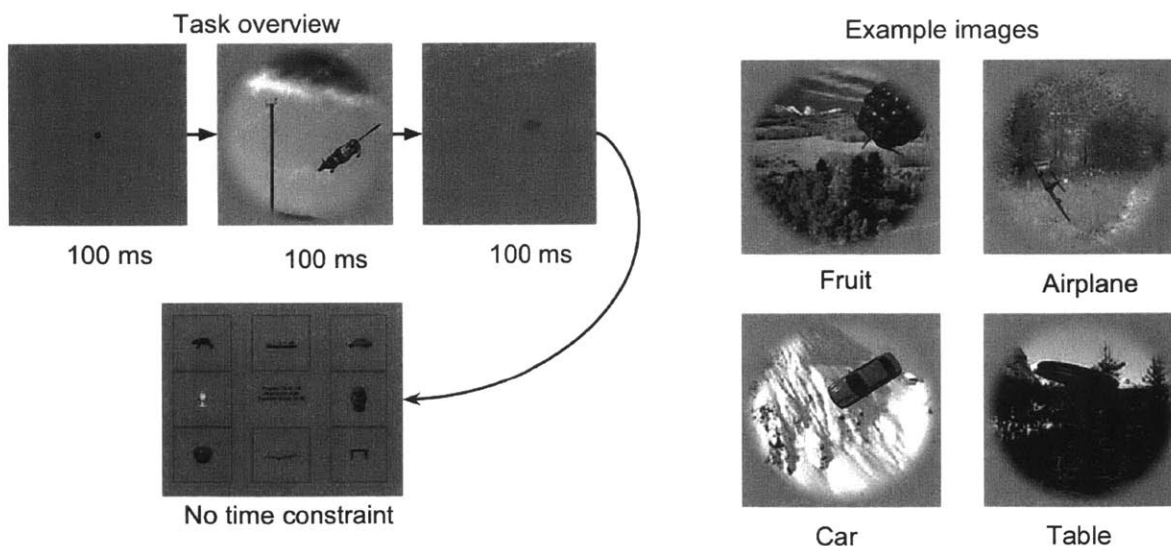 Task overview
Example images
100 ms
100 ms
100 ms
Fruit
Airplane
No time constraint
Car
Table